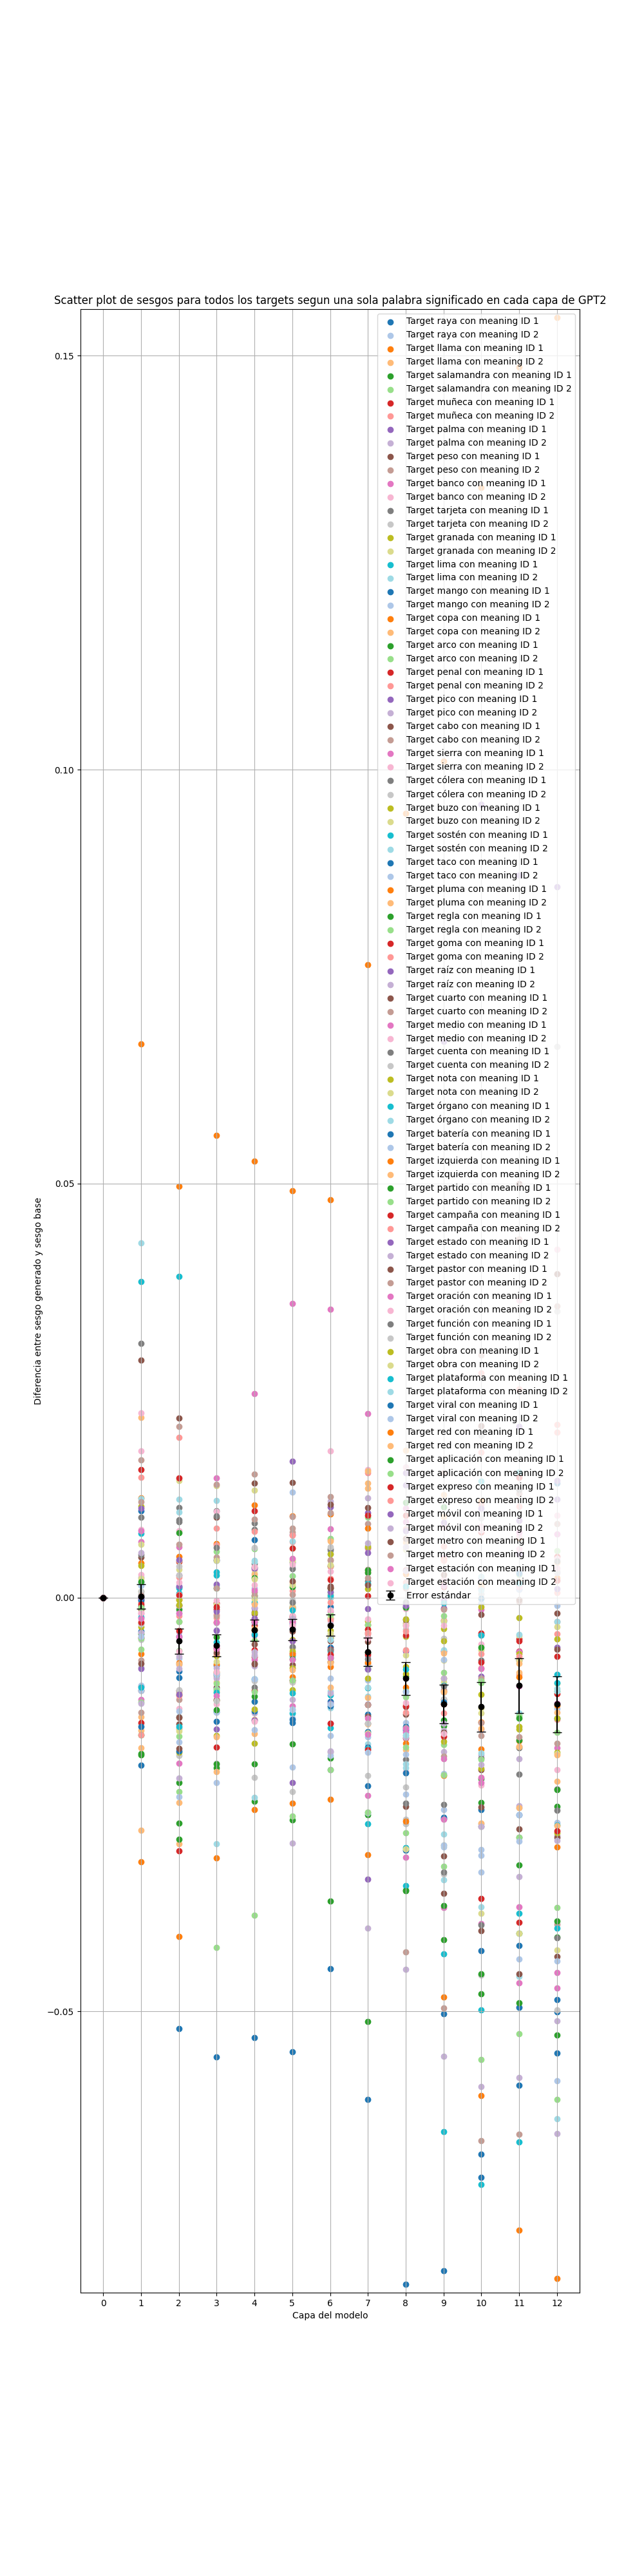 Scatter plot de sesgos para todos los targets segun una sola palabra significado en cada capa de GPT2
Target raya con meaning ID 1
Target raya con meaning ID 2
Target llama con meaning ID 1
Target llama con meaning ID 2
Target salamandra con meaning ID 1
Target salamandra con meaning ID 2
Target muñeca con meaning ID 1
Target muñeca con meaning ID 2
Target palma con meaning ID 1
Target palma con meaning ID 2
Target peso con meaning ID 1
Target peso con meaning ID 2
Target banco con meaning ID 1
Target banco con meaning ID 2
Target tarjeta con meaning ID 1
Target tarjeta con meaning ID 2
Target granada con meaning ID 1
Target granada con meaning ID 2
Target lima con meaning ID 1
Target lima con meaning ID 2
Target mango con meaning ID 1
Target mango con meaning ID 2
Target copa con meaning ID 1
Target copa con meaning ID 2
Target arco con meaning ID 1
Target arco con meaning ID 2
Target penal con meaning ID 1
Target penal con meaning ID 2
Target pico con meaning ID 1
Target pico con meaning ID 2
Target cabo con meaning ID 1
Target cabo con meaning ID 2
Target sierra con meaning ID 1
Target sierra con meaning ID 2
Target cólera con meaning ID 1
Target cólera con meaning ID 2
Target buzo con meaning ID 1
Target buzo con meaning ID 2
Target sostén con meaning ID 1
Target sostén con meaning ID 2
Target taco con meaning ID 1
Target taco con meaning ID 2
Target pluma con meaning ID 1
Target pluma con meaning ID 2
Target regla con meaning ID 1
Target regla con meaning ID 2
Target goma con meaning ID 1
Target goma con meaning ID 2
Target raíz con meaning ID 1
Target raíz con meaning ID 2
Target cuarto con meaning ID 1
Target cuarto con meaning ID 2
Target medio con meaning ID 1
Target medio con meaning ID 2
Target cuenta con meaning ID 1
Target cuenta con meaning ID 2
Target nota con meaning ID 1
Target nota con meaning ID 2
Target órgano con meaning ID 1
Target órgano con meaning ID 2
Target batería con meaning ID 1
Target batería con meaning ID 2
Target izquierda con meaning ID 1
Target izquierda con meaning ID 2
Target partido con meaning ID 1
Target partido con meaning ID 2
Target campaña con meaning ID 1
Target campaña con meaning ID 2
Target estado con meaning ID 1
Target estado con meaning ID 2
Target pastor con meaning ID 1
Target pastor con meaning ID 2
Target oración con meaning ID 1
Target oración con meaning ID 2
Target función con meaning ID 1
Target función con meaning ID 2
Target obra con meaning ID 1
Target obra con meaning ID 2
Target plataforma con meaning ID 1
Target plataforma con meaning ID 2
Target viral con meaning ID 1
Target viral con meaning ID 2
Target red con meaning ID 1
Target red con meaning ID 2
Target aplicación con meaning ID 1
Target aplicación con meaning ID 2
Target expreso con meaning ID 1
Target expreso con meaning ID 2
Target móvil con meaning ID 1
Target móvil con meaning ID 2
Target metro con meaning ID 1
Target metro con meaning ID 2
Target estación con meaning ID 1
Target estación con meaning ID 2
Error estándar
Diferencia entre sesgo generado y sesgo base
0.15
0.10
0.05
0.00
−0.05
0 1 2 3 4 5 6 7 8 9 10 11 12
Capa del modelo